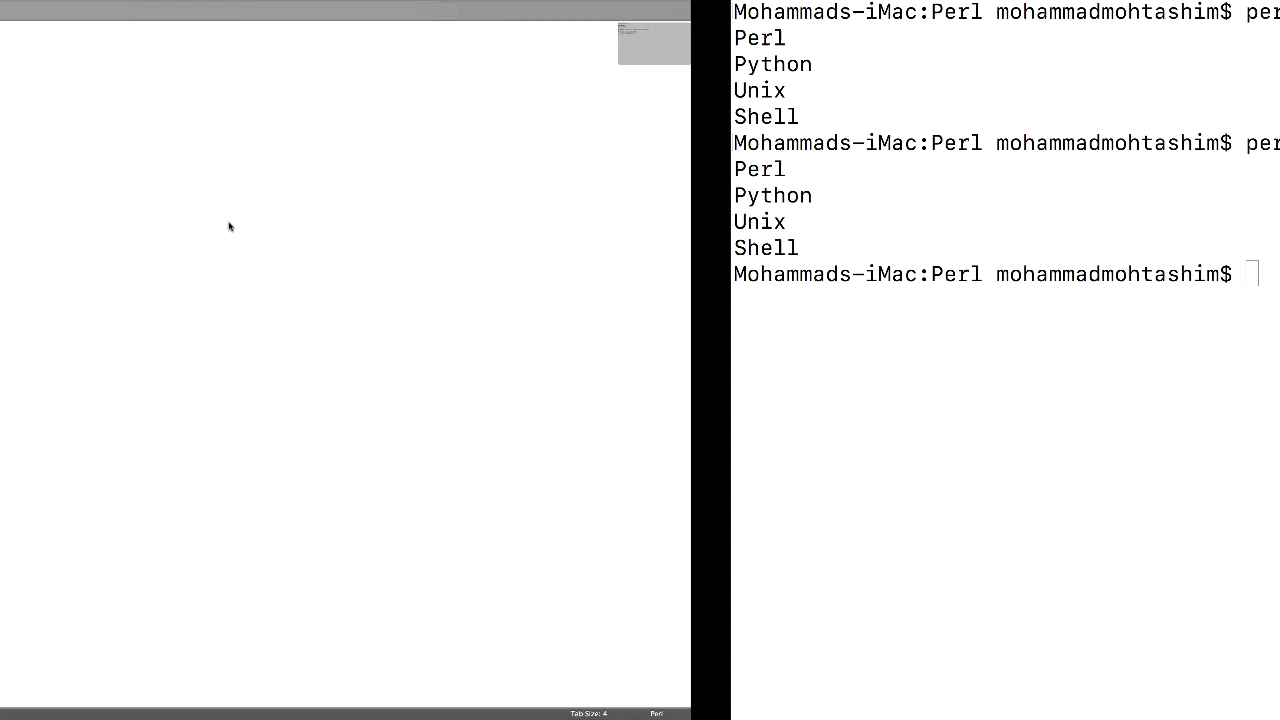 Mohammads-iMac:Perl mohammadmohtashim$ per
Perl
Python
Unix
Shell
Mohammads-iMac:Perl mohammadmohtashim$ per
Perl
Python
Unix
Shell
Mohammads-iMac:Perl mohammadmohtashim$
Tab Size: 4 Perl